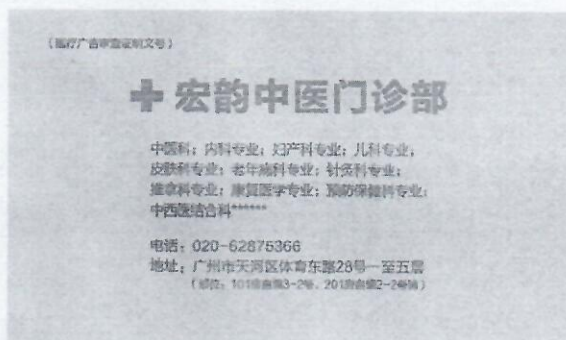 (医疗广告审查证明文号)
宏韵中医门诊部
中医科；内科专业；妇产科专业；儿科专业；
皮肤科专业；老年病科专业；针灸科专业；
推拿科专业；康复医学专业；预防保健科专业；
中西医结合科******
电话：020-62875366
地址：广州市天河区体育东路28号一至五层